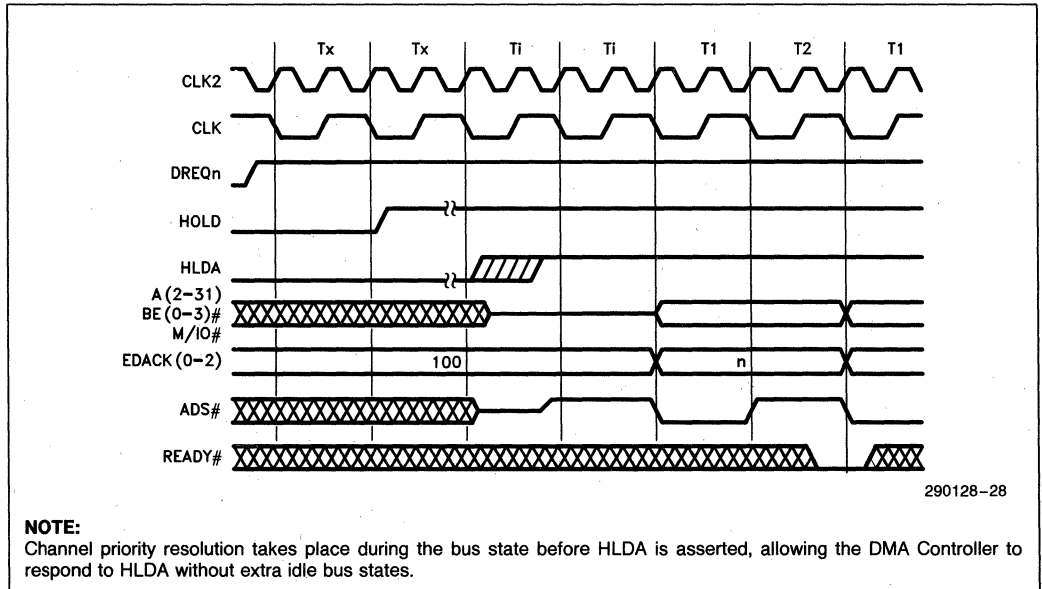 Tx Tx Ti Ti T1 T2 T1
CLK2
CLK
DREQn
HOLD
HLDA
A(2-31)
BE(0-3)#
M/IO#
EDACK(0-2) 100 n
ADS#
READY#
290128-28
NOTE:
Channel priority resolution takes place during the bus state before HLDA is asserted, allowing the DMA Controller to
respond to HLDA without extra idle bus states.